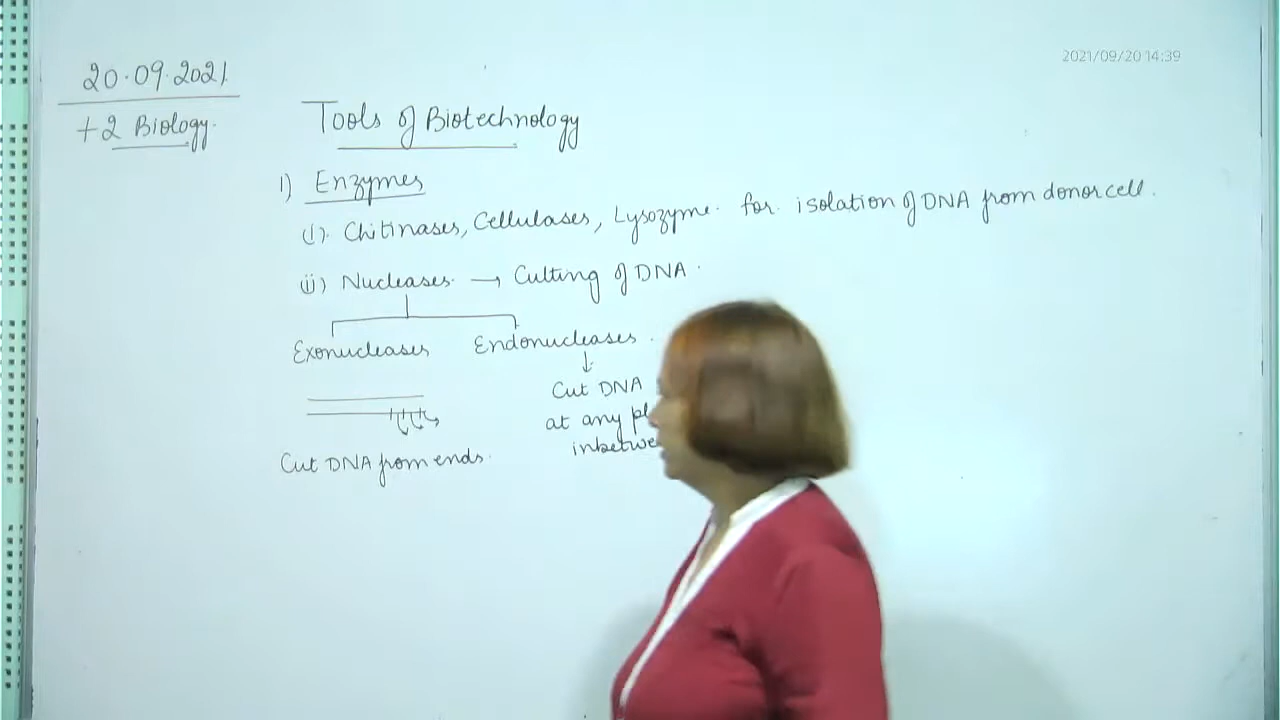 2021/09/20 14:39
20.09.2021
+2 Biology.
Tools of Biotechnology
1) Enzymes
(i). Chitinases, Cellulases, Lysozyme. for isolation of DNA from donor cell.
(ii) Nucleases. → Cutting of DNA.
Exonucleases Endonucleases.
↓
Cut DNA
at any
Cut DNA from ends.